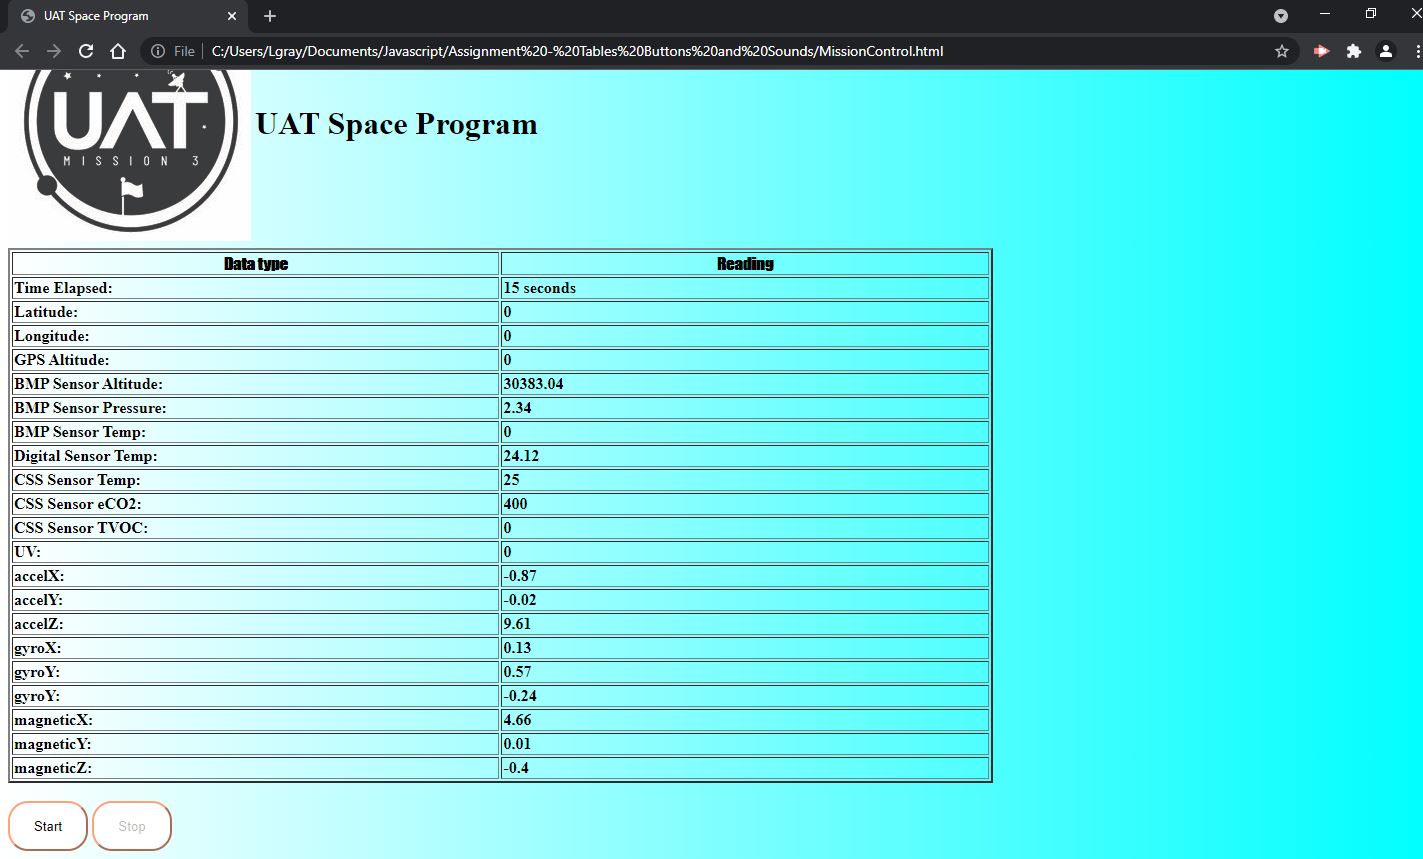 UAT Space Program
File C:/Users/Lgray/Documents/Javascript/Assignment%20-%20Tables%20Buttons%20and%20Sounds/MissionControl.html
UAT
MISSION 3
UAT Space Program
Data type Reading
Time Elapsed: 15 seconds
Latitude: 0
Longitude: 0
GPS Altitude: 0
BMP Sensor Altitude: 30383.04
BMP Sensor Pressure: 2.34
BMP Sensor Temp: 0
Digital Sensor Temp: 24.12
CSS Sensor Temp: 25
CSS Sensor eCO2: 400
CSS Sensor TVOC: 0
UV: 0
accelX: -0.87
accelY: -0.02
accelZ: 9.61
gyroX: 0.13
gyroY: 0.57
gyroY: -0.24
magneticX: 4.66
magneticY: 0.01
magneticZ: -0.4
Start Stop